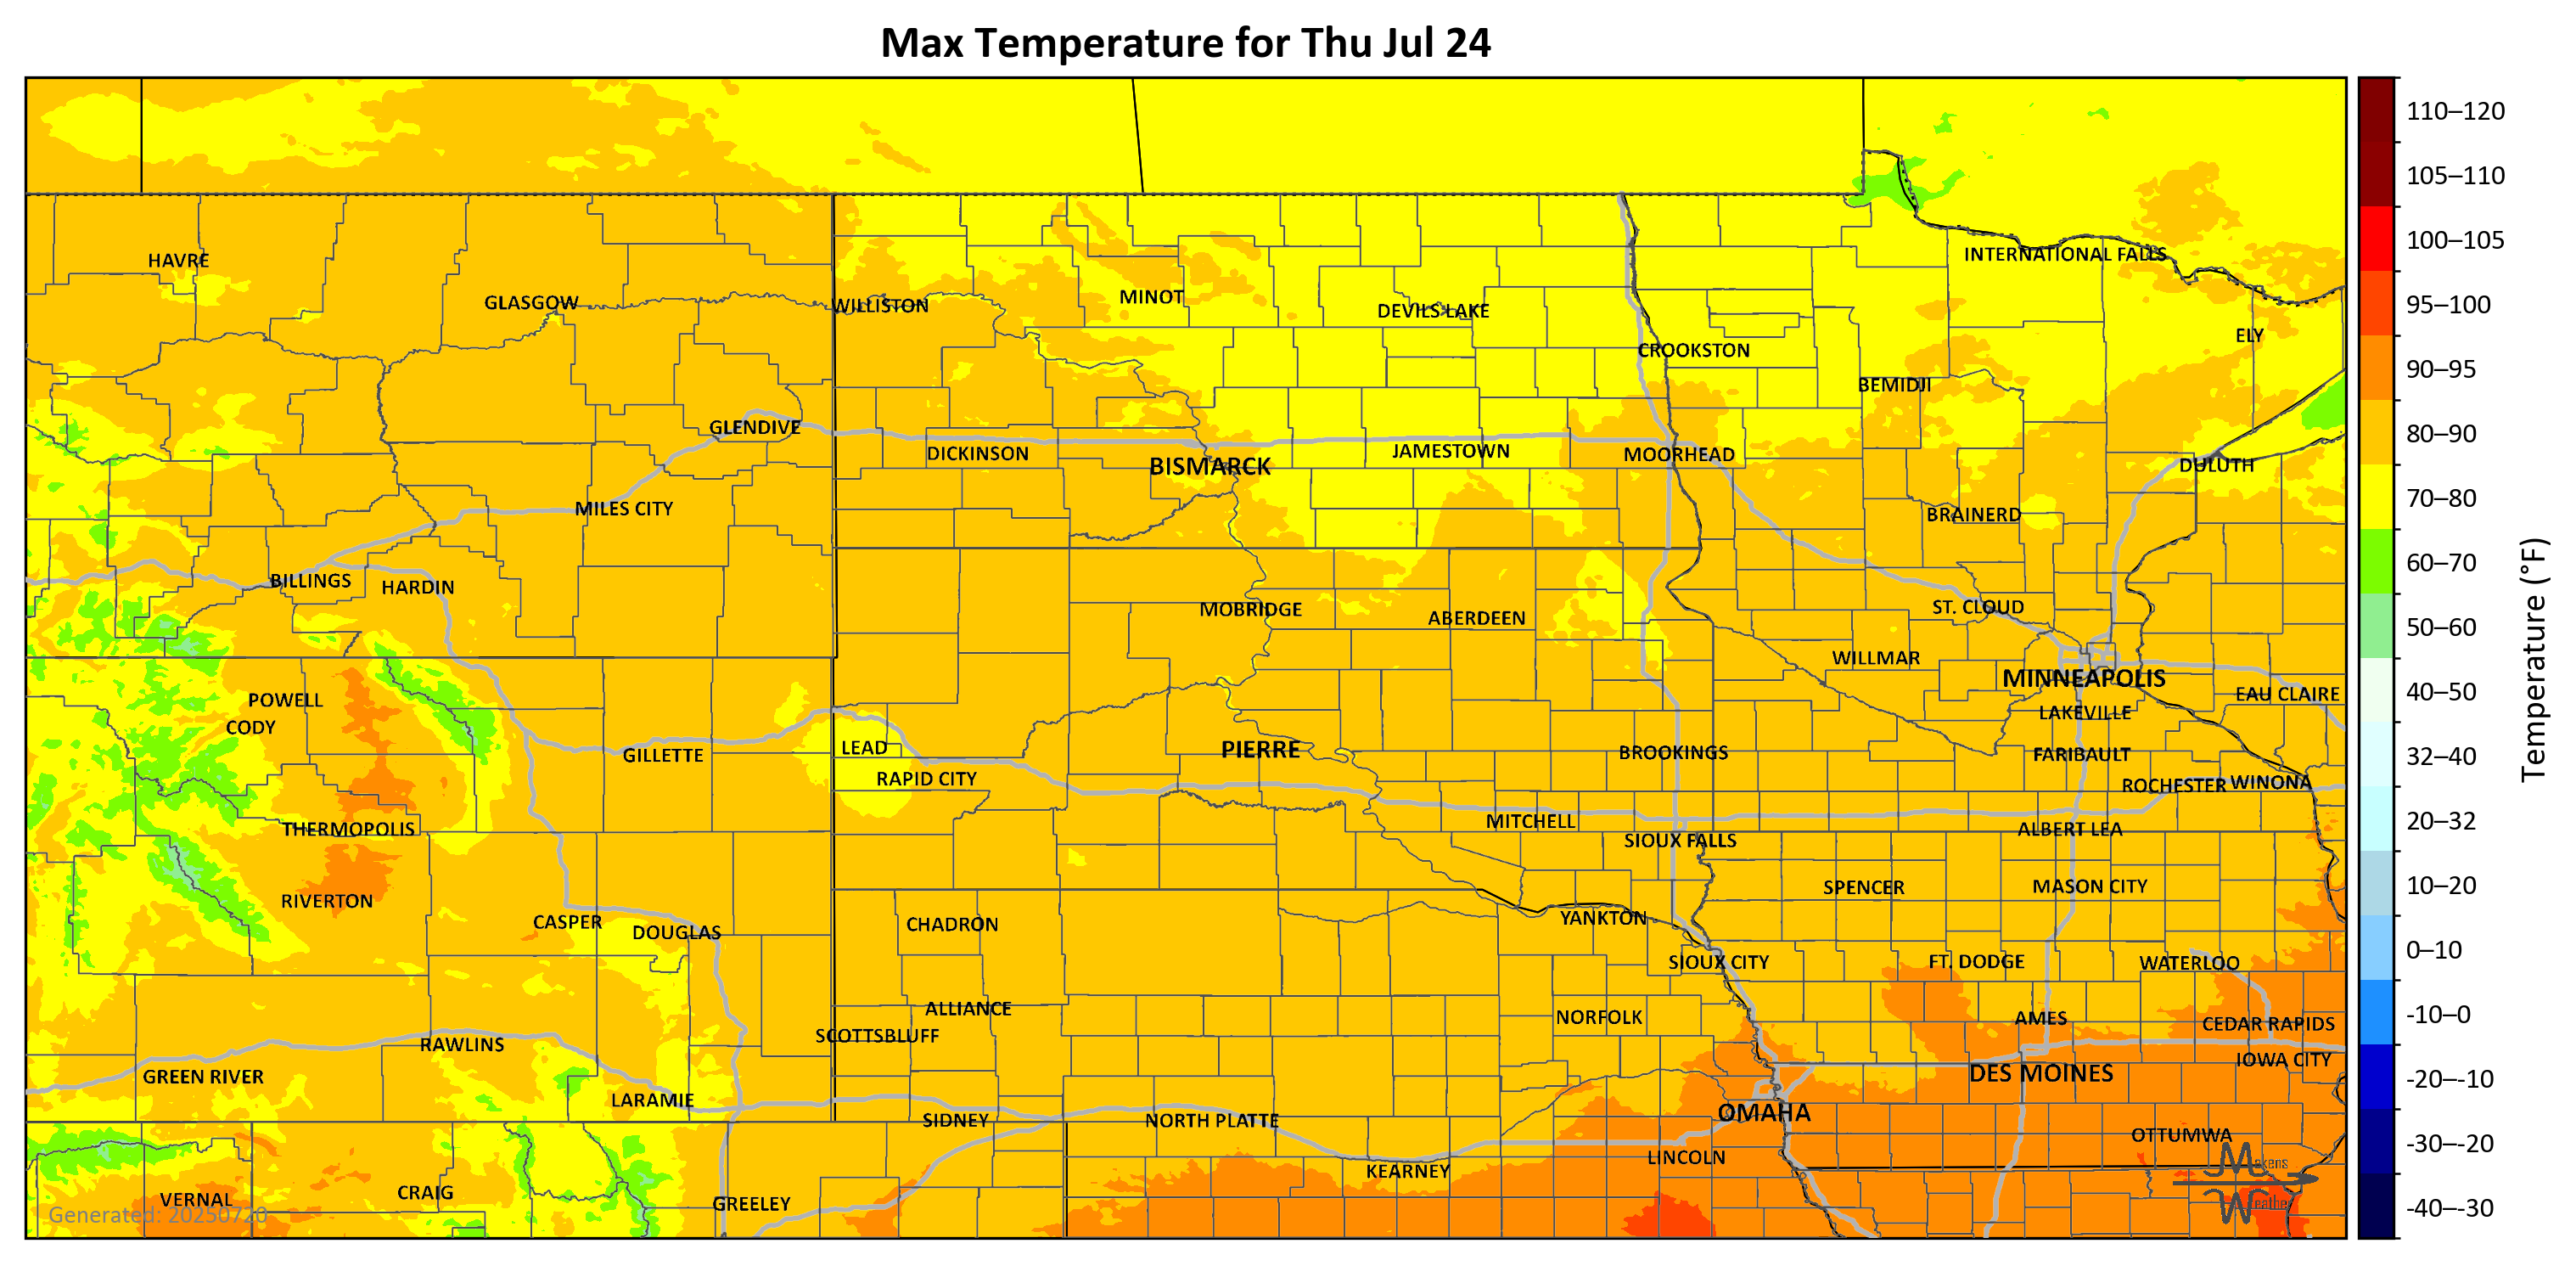 Max Temperature for Thu Jul 24
110–120
105–110
100–105
95–100
90–95
80–90
70–80
60–70
50–60
40–50
32–40
20–32
10–20
0–10
-10–0
-20–-10
-30–-20
-40–-30
Temperature (°F)
INTERNATIONAL FALLS
HAVRE
GLASGOW
WILLISTON
MINOT
DEVILS LAKE
ELY
CROOKSTON
BEMIDJI
GLENDIVE
DICKINSON
BISMARCK
JAMESTOWN
MOORHEAD
DULUTH
MILES CITY
BRAINERD
BILLINGS
HARDIN
MOBRIDGE
ABERDEEN
ST. CLOUD
WILLMAR
MINNEAPOLIS
EAU CLAIRE
POWELL
CODY
LAKEVILLE
GILLETTE
LEAD
PIERRE
BROOKINGS
FARIBAULT
RAPID CITY
ROCHESTER
WINONA
THERMOPOLIS
MITCHELL
SIOUX FALLS
ALBERT LEA
RIVERTON
SPENCER
MASON CITY
CASPER
DOUGLAS
CHADRON
YANKTON
SIOUX CITY
FT. DODGE
WATERLOO
ALLIANCE
NORFOLK
AMES
CEDAR RAPIDS
SCOTTSBLUFF
RAWLINS
IOWA CITY
GREEN RIVER
DES MOINES
LARAMIE
SIDNEY
NORTH PLATTE
OMAHA
OTTUMWA
LINCOLN
KEARNEY
VERNAL
CRAIG
GREELEY
Generated: 20250720
Makens
Weather